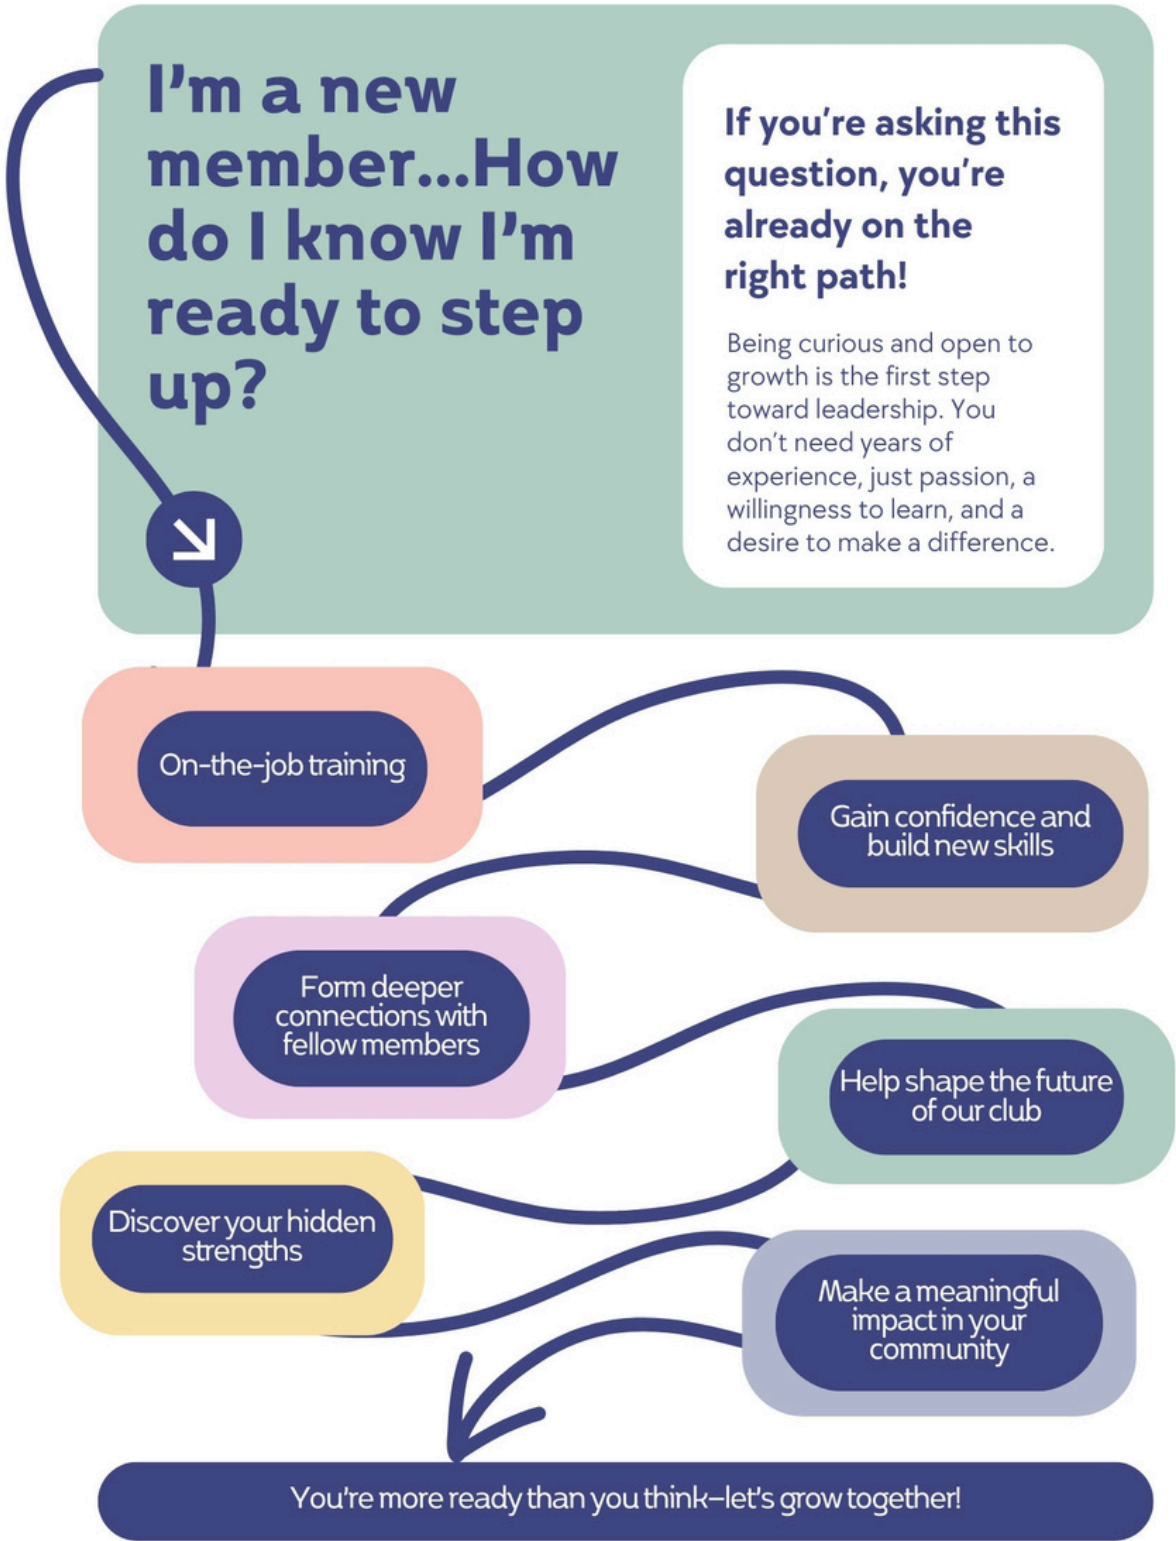 I'm a new
member...How
do I know I'm
ready to step
up?
If you're asking this
question, you're
already on the
right path!
Being curious and open to
growth is the first step
toward leadership. You
don't need years of
experience, just passion, a
willingness to learn, and a
desire to make a difference.
On-the-job training
Gain confidence and
build new skills
Form deeper
connections with
fellow members
Help shape the future
of our club
Discover your hidden
strengths
Make a meaningful
impact in your
community
You're more ready than you think–let's grow together!